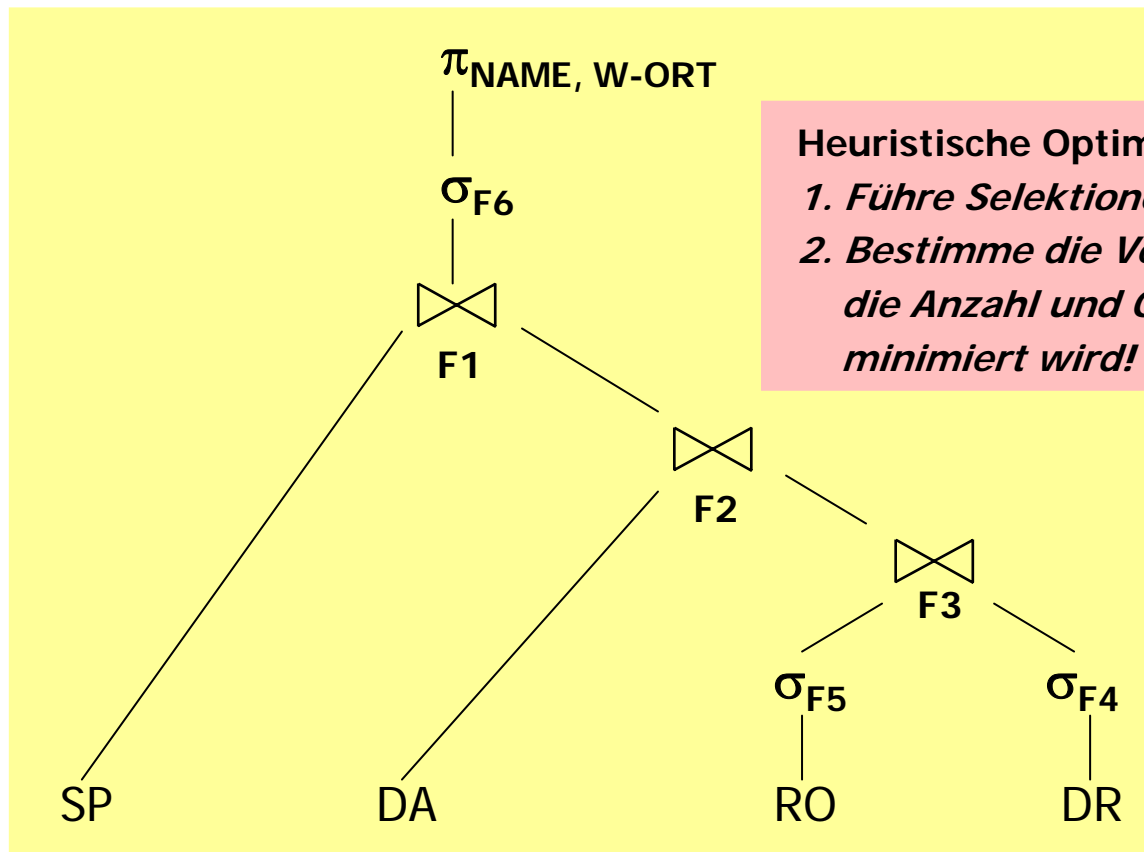 πNAME, W-ORT
σF6
F1
F2
F3
σF5 σF4
SP DA RO DR
Heuristische Optim
1. Führe Selektion
2. Bestimme die V
die Anzahl und
minimiert wird!